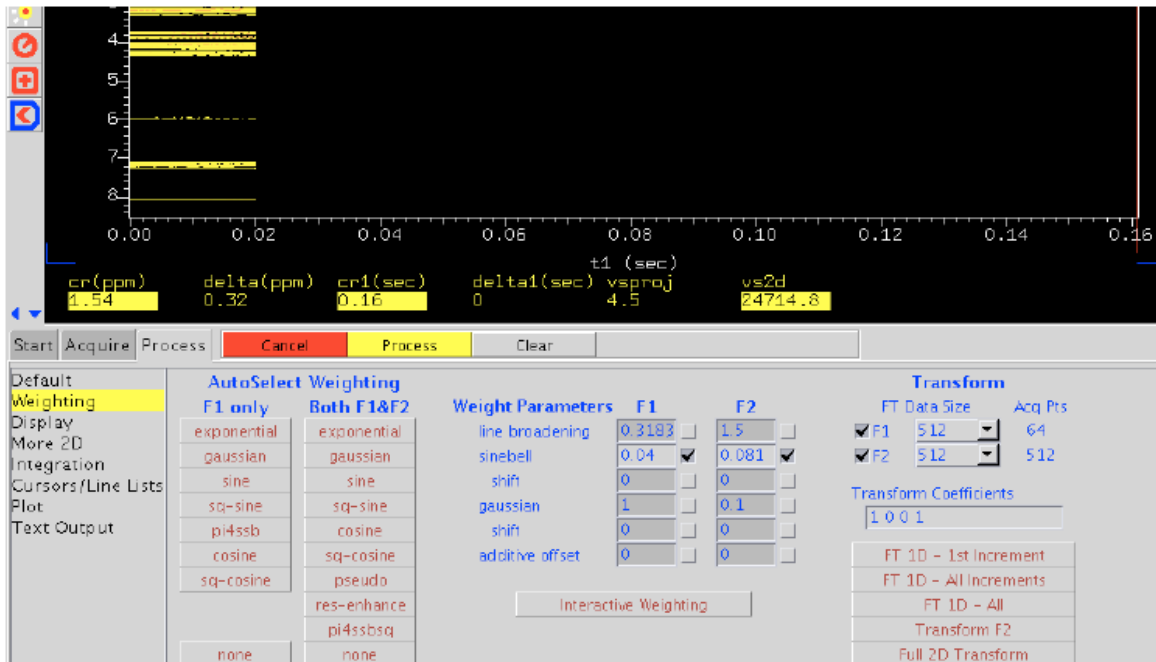 4
5
6
7
8
0.00 0.02 0.04 0.06 0.08 0.10 0.12 0.14 0.16
t1 (sec)
cr(ppm) delta(ppm) cr1(sec) delta1(sec) vsproj vs2d
1.54 0.32 0.16 0 4.5 24714.8
Start Acquire Process Cancel Process Clear
Default AutoSelect Weighting Transform
Weighting F1 only Both F1&F2 Weight Parameters F1 F2 FT Data Size Acq Pts
Display exponential exponential line broadening 0.3183 1.5 F1 512 64
More 2D gaussian gaussian sinebell 0.04 0.081 F2 512 512
Integration sine sine shift 0 0
Cursors/Line Lists sq-sine sq-sine gaussian 1 0.1 Transform Coefficients
Plot pi4ssb cosine shift 0 0 1 0 0 1
Text Output cosine sq-cosine additive offset 0 0 FT 1D - 1st Increment
sq-cosine pseudo FT 1D - All Increments
res-enhance Interactive Weighting FT 1D - All
pi4ssbsq Transform F2
none none Full 2D Transform